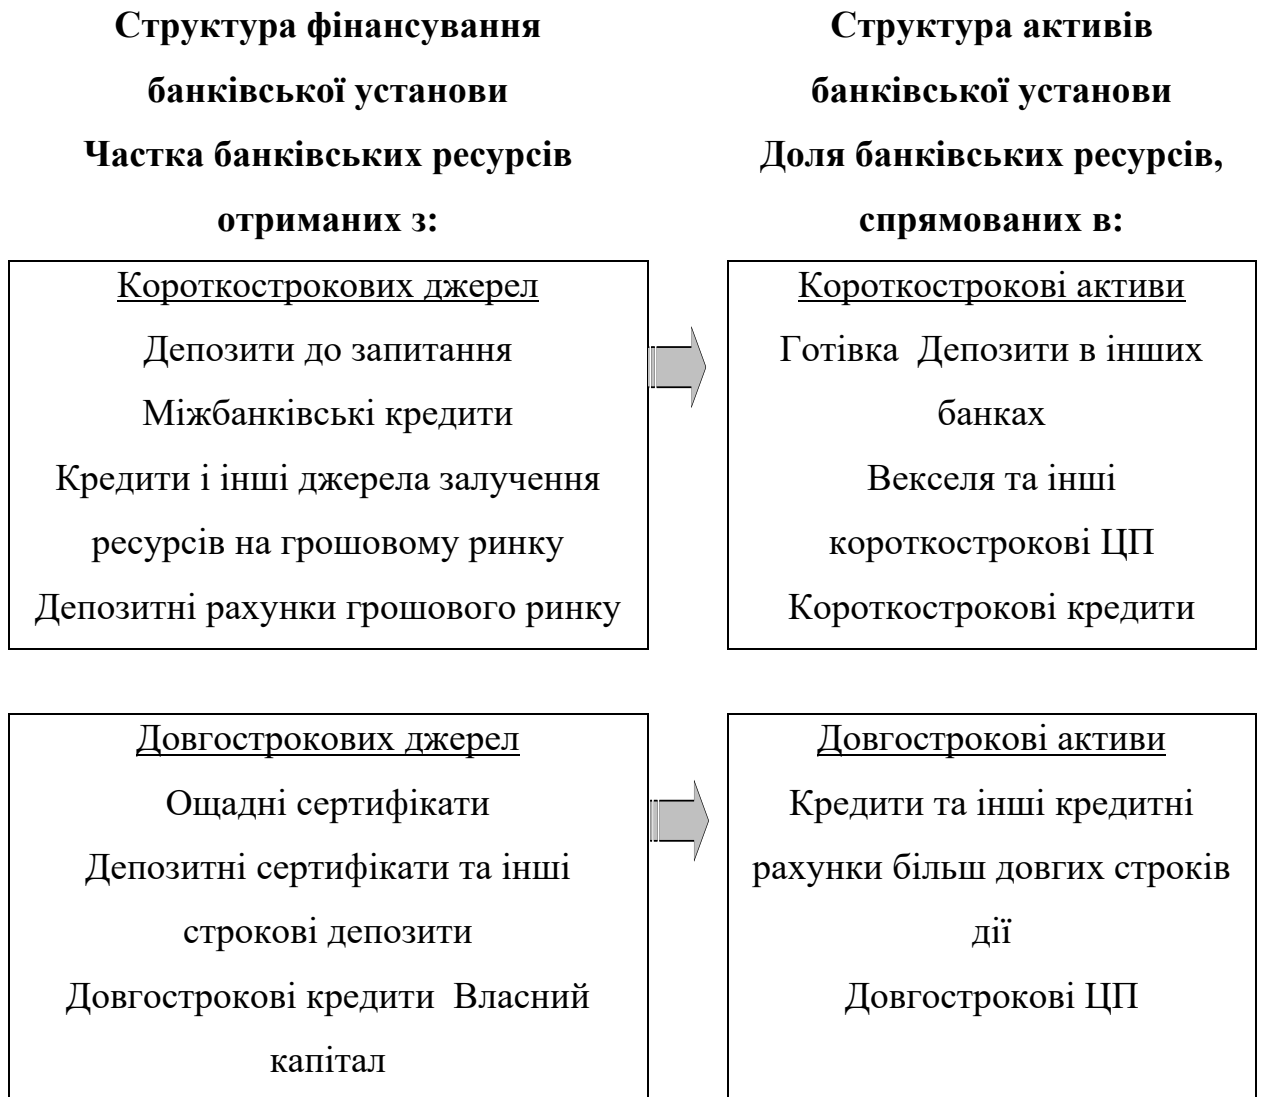 Структура фінансування
банківської установи
Частка банківських ресурсів
отриманих з:
Структура активів
банківської установи
Доля банківських ресурсів,
спрямованих в:
Короткострокових джерел
Депозити до запитання
Міжбанківські кредити
Кредити і інші джерела залучення
ресурсів на грошовому ринку
Депозитні рахунки грошового ринку
Короткострокові активи
Готівка  Депозити в інших
банках
Векселя та інші
короткострокові ЦП
Короткострокові кредити
Довгострокових джерел
Ощадні сертифікати
Депозитні сертифікати та інші
строкові депозити
Довгострокові кредити  Власний
капітал
Довгострокові активи
Кредити та інші кредитні
рахунки більш довгих строків
дії
Довгострокові ЦП